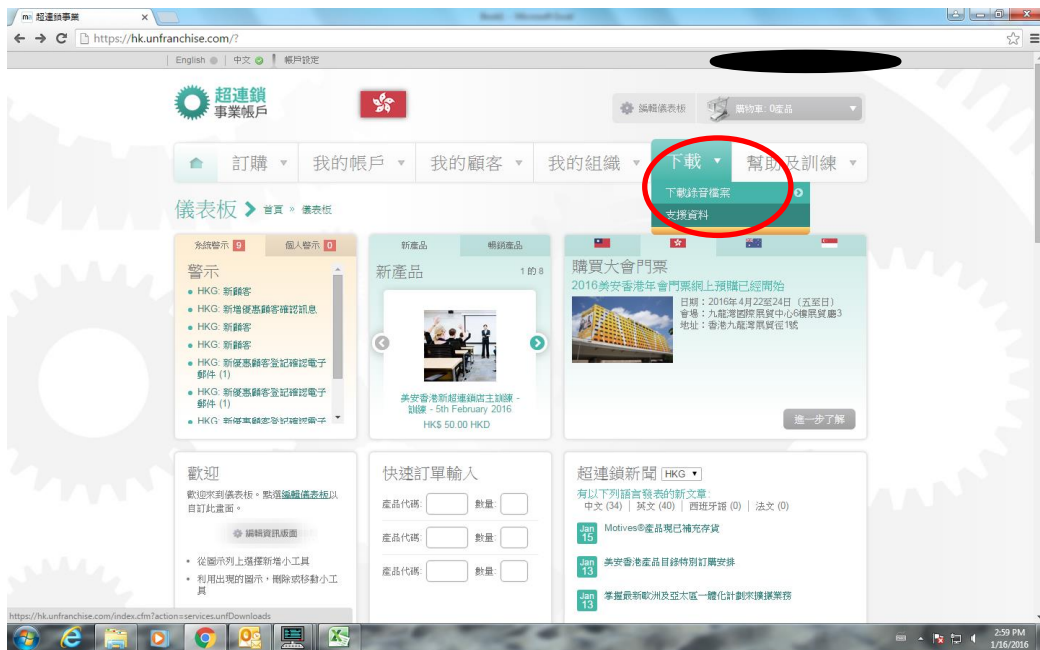 超連鎖事業
Book1 - Microsoft Excel
https://hk.unfranchise.com/?
English | 中文 | 帳戶設定
超連鎖
事業帳戶
編輯儀表板 購物車: 0產品
訂購 我的帳戶 我的顧客 我的組織 下載 幫助及訓練
下載錄音檔案
支援資料
儀表板 首頁 » 儀表板
系統警示 9 個人警示 0
警示
HKG: 新顧客
HKG: 新增優惠顧客確認訊息
HKG: 新顧客
HKG: 新顧客
HKG: 新優惠顧客登記確認電子
郵件 (1)
HKG: 新優惠顧客登記確認電子
郵件 (1)
HKG: 新優惠顧客登記確認電子
新產品 暢銷產品
新產品 1 的 8
美安香港新超連鎖店主訓練 -
訓練 - 5th February 2016
HK$ 50.00 HKD
購買大會門票
2016美安香港年會門票網上預購已經開始
日期：2016年4月22至24日（五至日）
會場：九龍灣國際展貿中心6樓展貿廳3
地址：香港九龍灣展貿徑1號
進一步了解
歡迎
歡迎來到儀表板。點選編輯儀表板以
自訂此畫面。
編輯資訊版面
從圖示列上選擇新增小工
具
利用出現的圖示，刪除或移動小工
具
快速訂單輸入
產品代碼: 數量:
產品代碼: 數量:
產品代碼: 數量:
超連鎖新聞 HKG
有以下列語言發表的新文章:
中文 (34) | 英文 (40) | 西班牙語 (0) | 法文 (0)
Jan 15 Motives®產品現已補充存貨
Jan 13 美安香港產品目錄特別訂購安排
Jan 13 掌握最新歐洲及亞太區一體化計劃來擴展業務
https://hk.unfranchise.com/index.cfm?action=services.unfDownloads
2:59 PM
1/16/2016